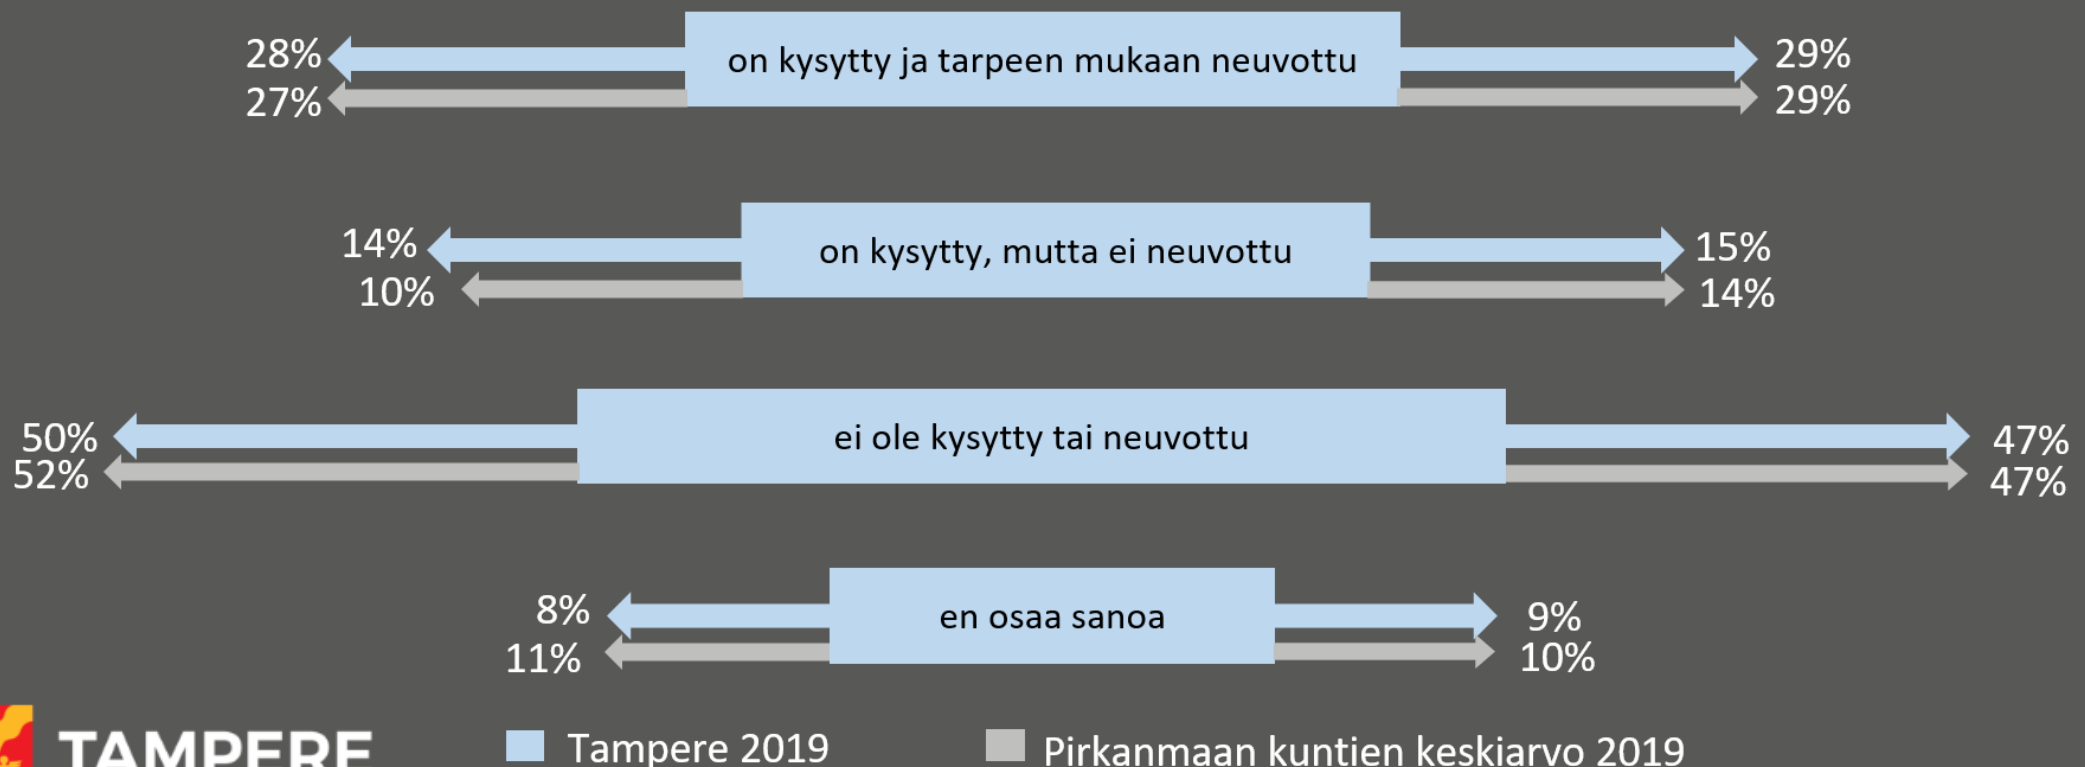 28% on kysytty ja tarpeen mukaan neuvottu 29%
27% 29%
14% on kysytty, mutta ei neuvottu 15%
10% 14%
50% ei ole kysytty tai neuvottu 47%
52% 47%
8% en osaa sanoa 9%
11% 10%
TAMPERE Tampere 2019 Pirkanmaan kuntien keskiarvo 2019